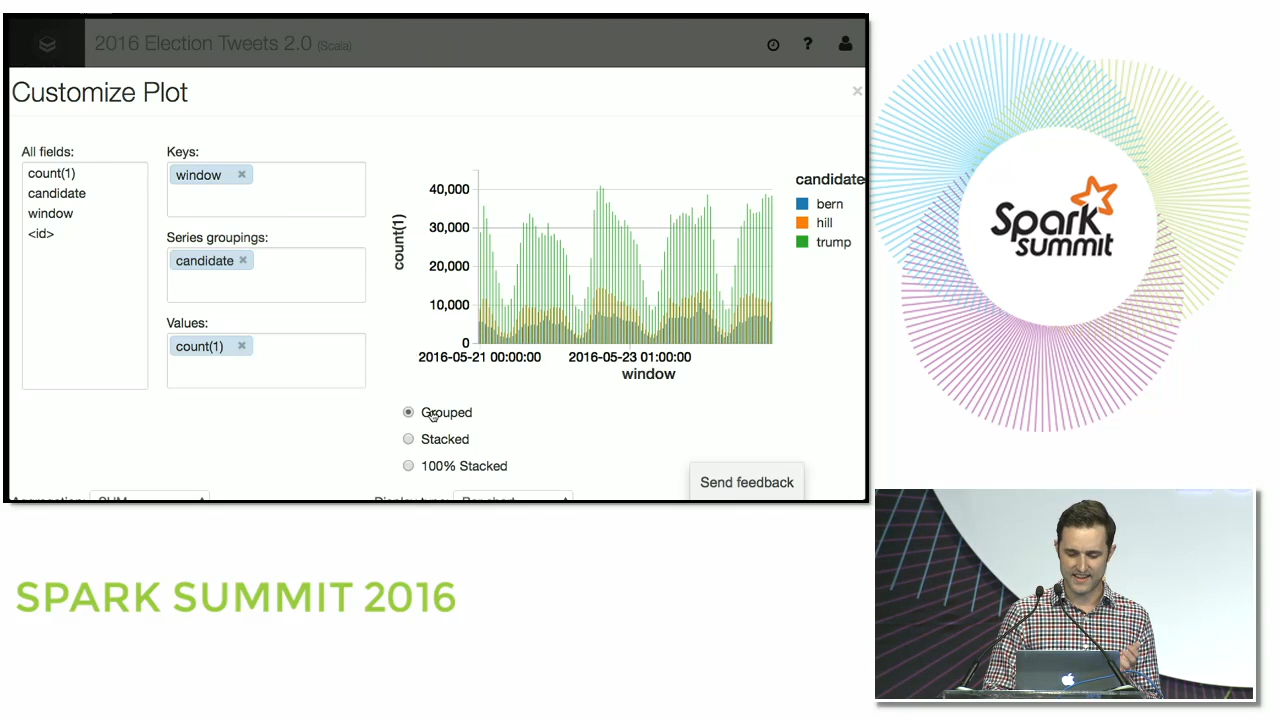 2016 Election Tweets 2.0 (Scala)
?
Customize Plot
×
All fields:
count(1)
candidate
window
<id>
Keys:
window ×
Series groupings:
candidate ×
Values:
count(1) ×
count(1)
40,000
30,000
20,000
10,000
0
2016-05-21 00:00:00
2016-05-23 01:00:00
window
candidate
bern
hill
trump
Grouped
Stacked
100% Stacked
Send feedback
Spark
summit
SPARK SUMMIT 2016